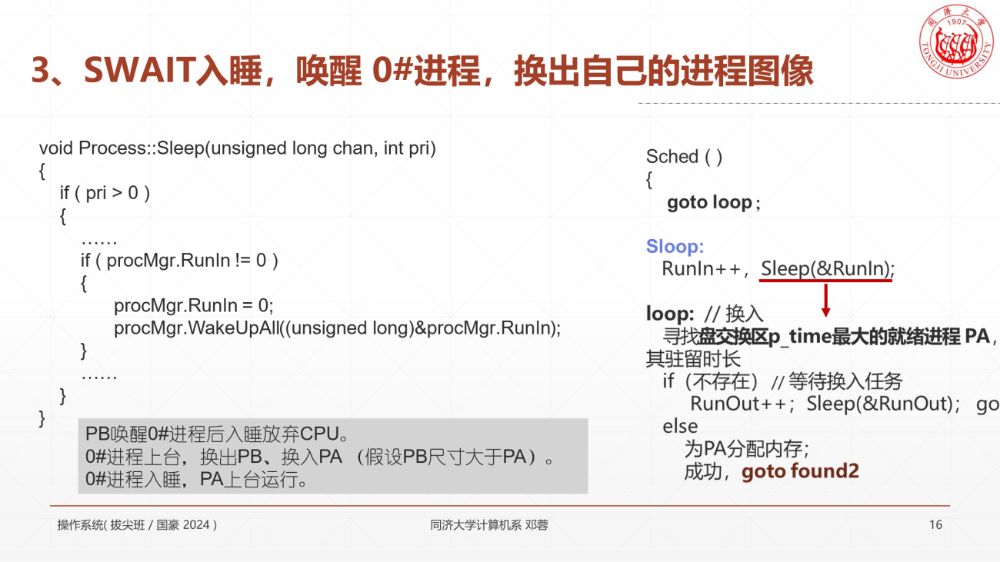 3、SWAIT入睡，唤醒 0#进程，换出自己的进程图像
同济大学
1907
TONGJI UNIVERSITY
void Process::Sleep(unsigned long chan, int pri)
{
if ( pri > 0 )
{
……
if ( procMgr.RunIn != 0 )
{
procMgr.RunIn = 0;
procMgr.WakeUpAll((unsigned long)&procMgr.RunIn);
}
……
}
}
PB唤醒0#进程后入睡放弃CPU。
0#进程上台，换出PB、换入PA （假设PB尺寸大于PA）。
0#进程入睡，PA上台运行。
Sched ( )
{
goto loop；
Sloop:
RunIn++，Sleep(&RunIn);
loop: // 换入
寻找盘交换区p_time最大的就绪进程 PA，
其驻留时长
if（不存在）// 等待换入任务
RunOut++；Sleep(&RunOut)； go
else
为PA分配内存；
成功，goto found2
操作系统( 拔尖班 / 国豪 2024 )
同济大学计算机系 邓蓉
16